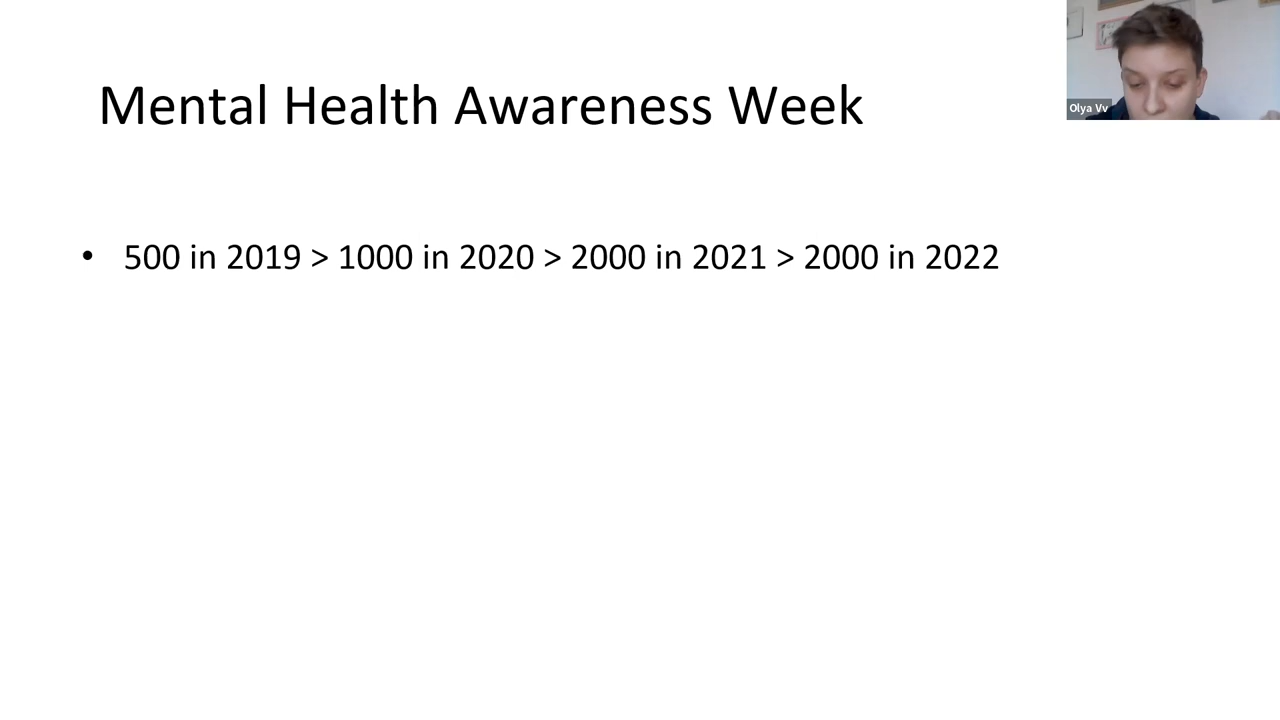 Mental Health Awareness Week
Olya Vv
• 500 in 2019 > 1000 in 2020 > 2000 in 2021 > 2000 in 2022